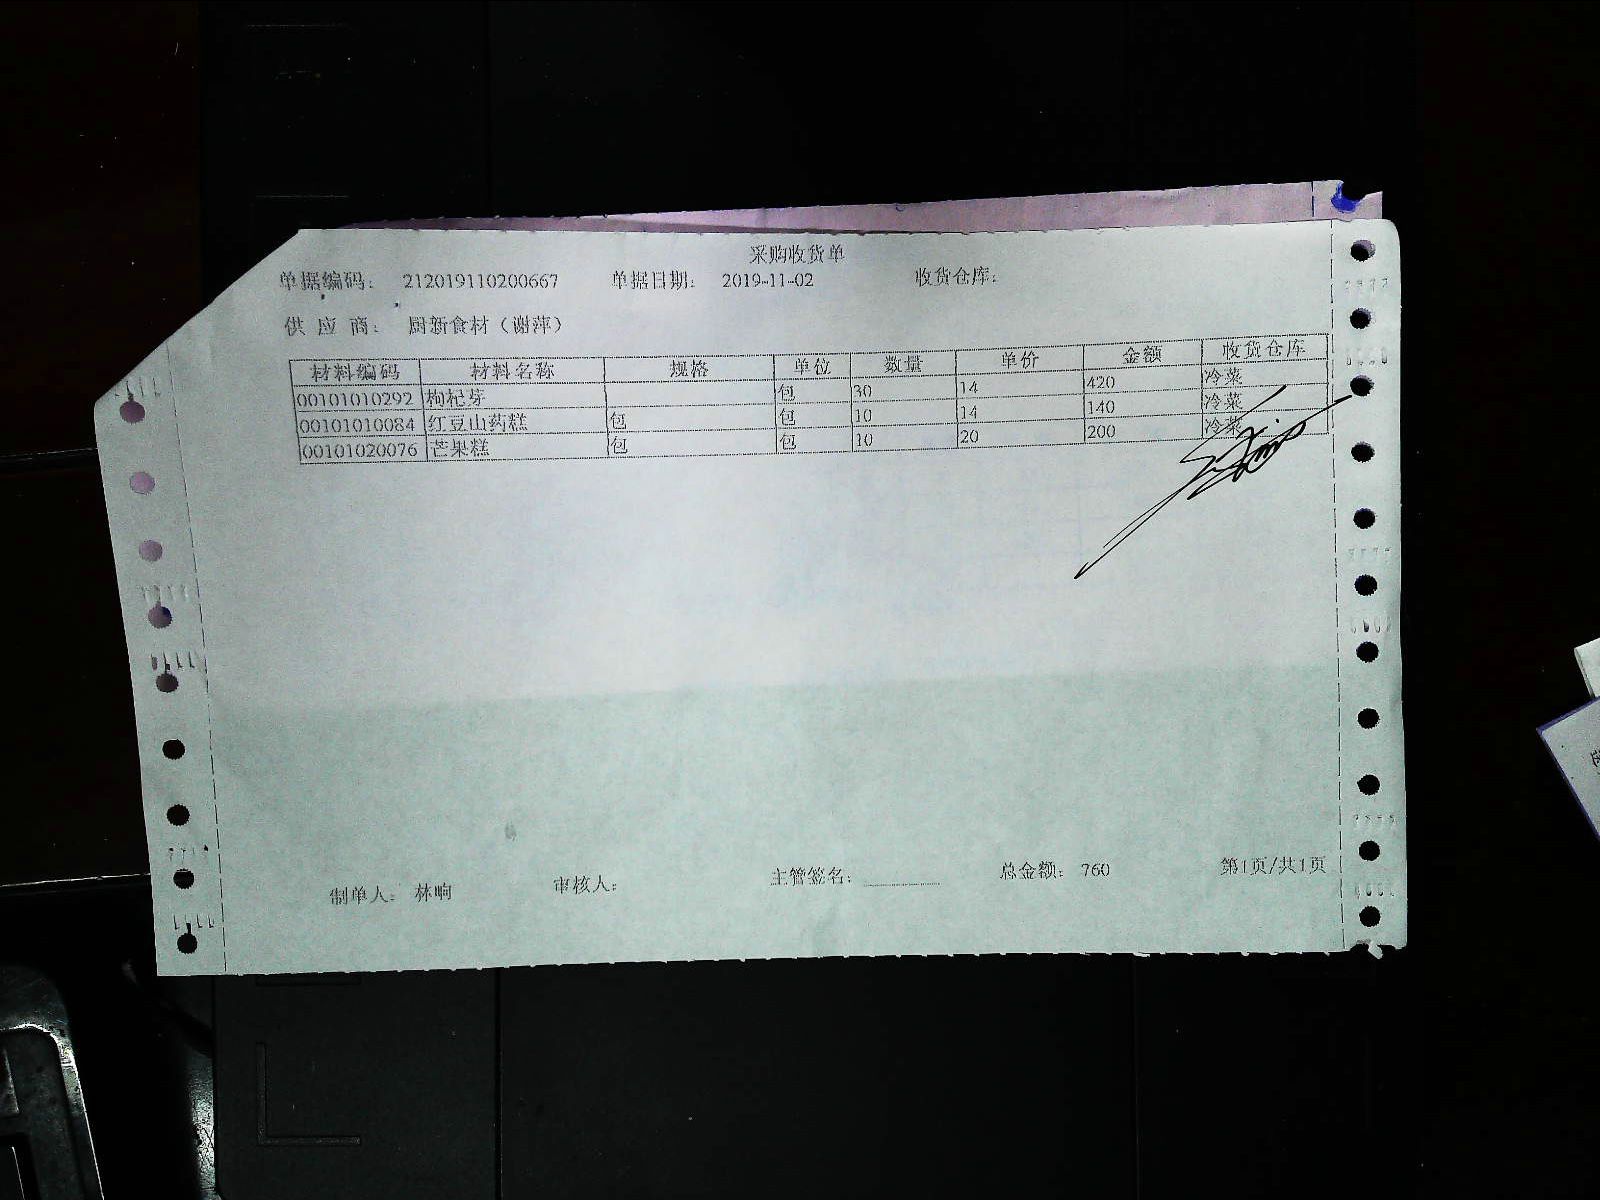 采购收货单
单据编码： 212019110200667 单据日期： 2019-11-02 收货仓库：
供 应 商： 厨新食材（谢萍）
材料编码 材料名称 规格 单位 数量 单价 金额 收货仓库
00101010292 枸杞芽 包 30 14 420 冷菜
00101010084 红豆山药糕 包 包 10 14 140 冷菜
00101020076 芒果糕 包 包 10 20 200 冷菜
制单人： 林响 审核人： 主管签名： 总金额： 760 第1页/共1页